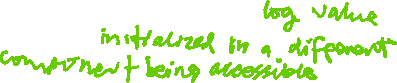 log value
initialized in a different
component being accessible